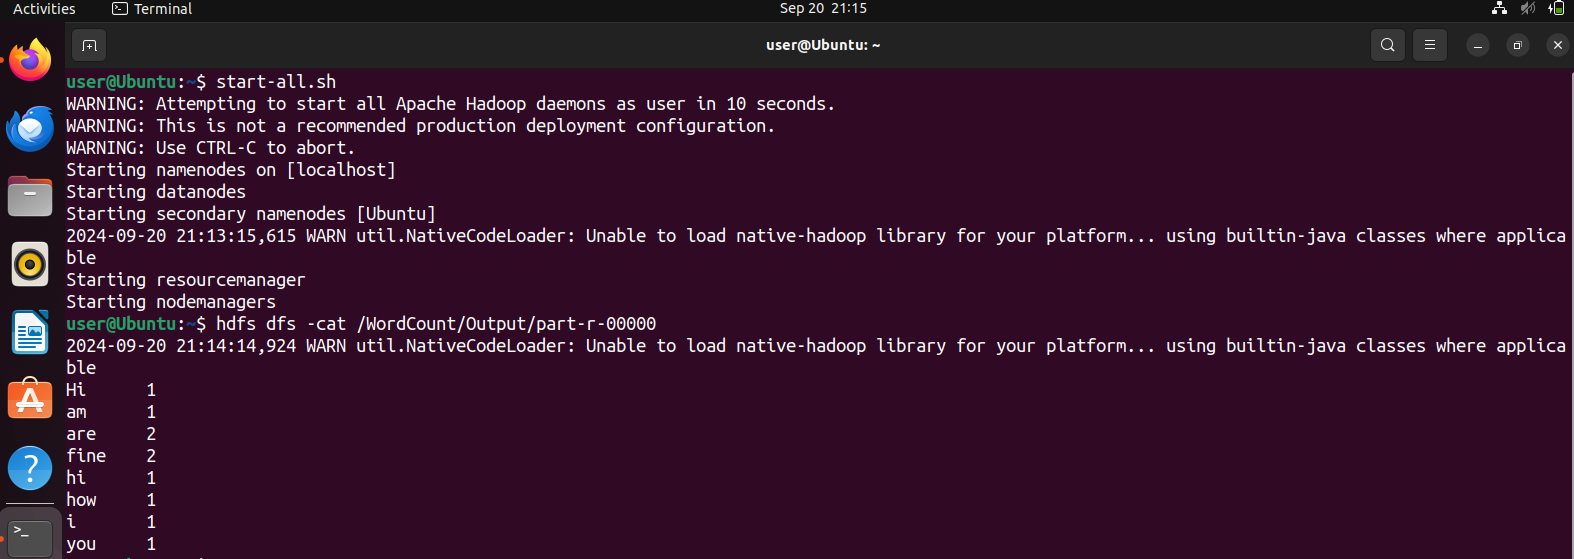 Activities Terminal Sep 20 21:15
user@Ubuntu: ~
user@Ubuntu:~$ start-all.sh
WARNING: Attempting to start all Apache Hadoop daemons as user in 10 seconds.
WARNING: This is not a recommended production deployment configuration.
WARNING: Use CTRL-C to abort.
Starting namenodes on [localhost]
Starting datanodes
Starting secondary namenodes [Ubuntu]
2024-09-20 21:13:15,615 WARN util.NativeCodeLoader: Unable to load native-hadoop library for your platform... using builtin-java classes where applica
ble
Starting resourcemanager
Starting nodemanagers
user@Ubuntu:~$ hdfs dfs -cat /WordCount/Output/part-r-00000
2024-09-20 21:14:14,924 WARN util.NativeCodeLoader: Unable to load native-hadoop library for your platform... using builtin-java classes where applica
ble
Hi 1
am 1
are 2
fine 2
hi 1
how 1
i 1
you 1